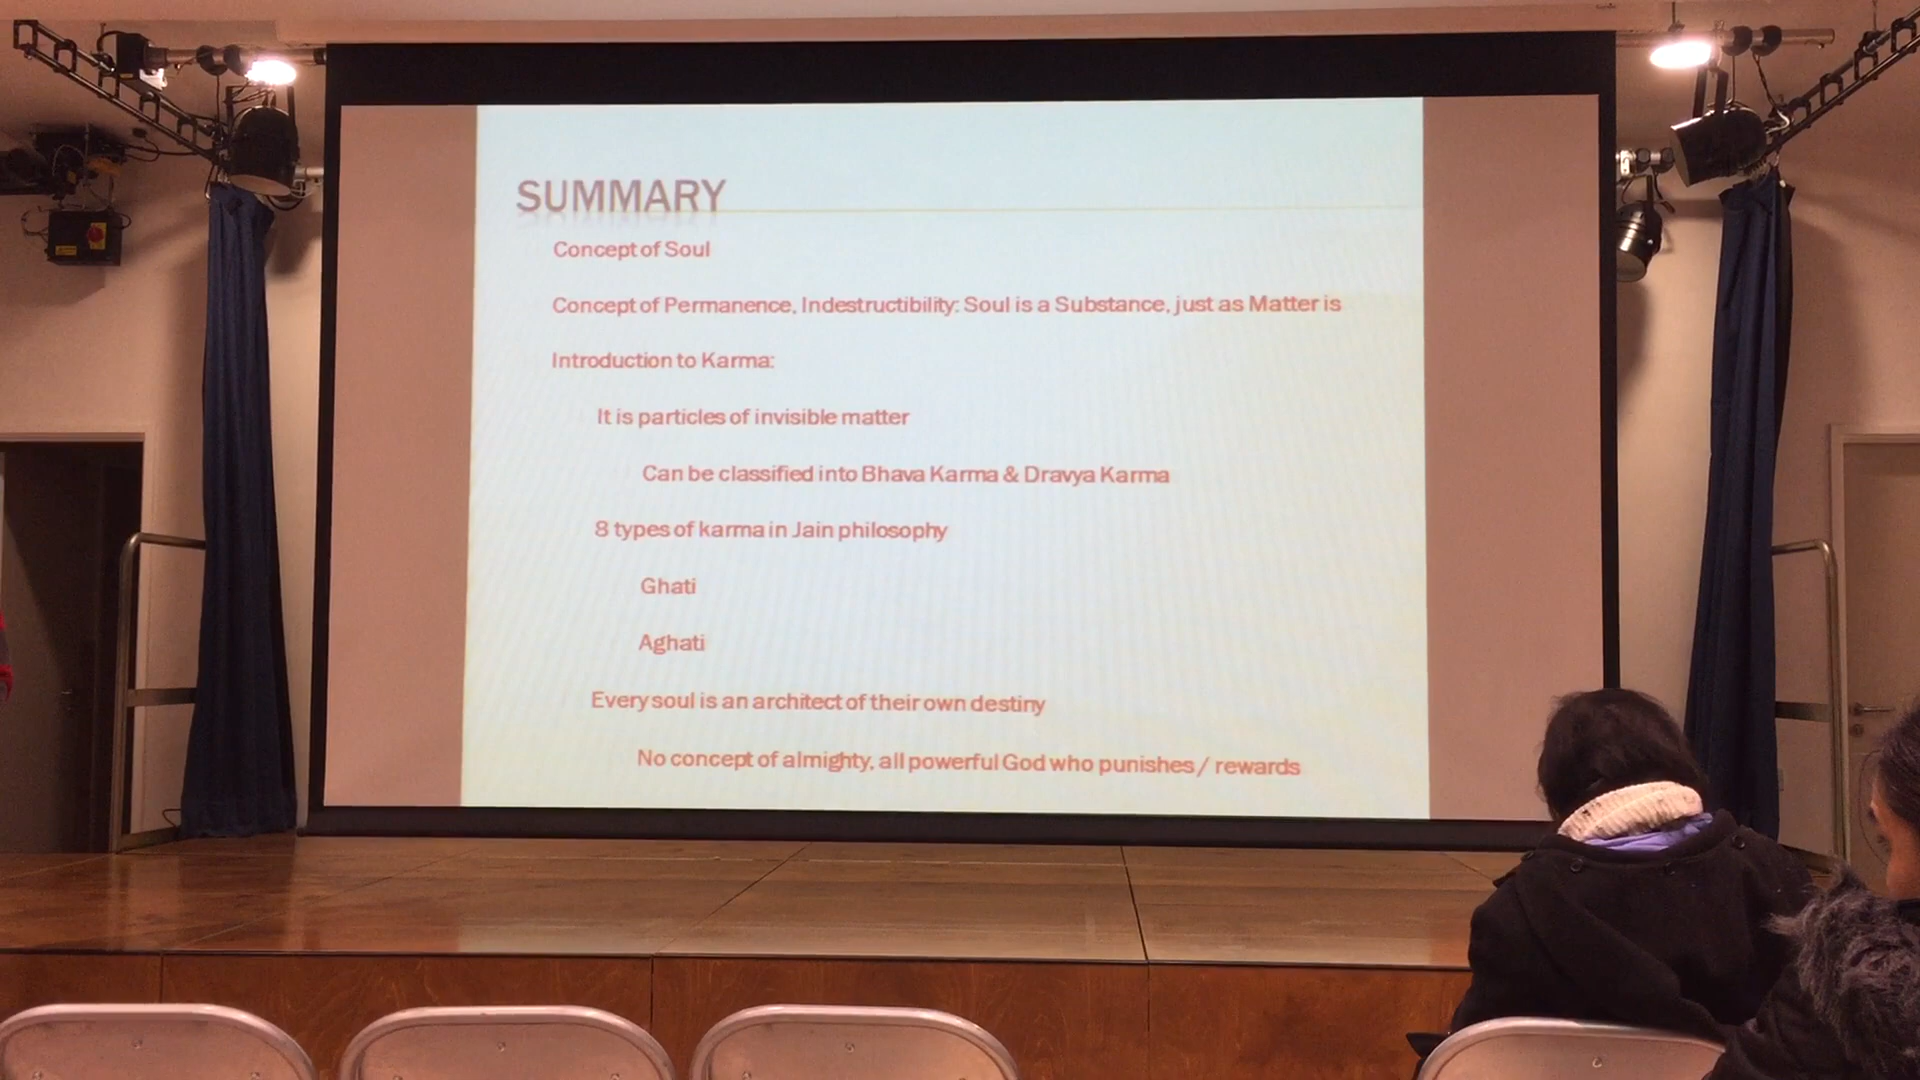 SUMMARY
Concept of Soul
Concept of Permanence, Indestructibility: Soul is a Substance, just as Matter is
Introduction to Karma:
It is particles of invisible matter
Can be classified into Bhava Karma & Dravya Karma
8 types of karma in Jain philosophy
Ghati
Aghati
Every soul is an architect of their own destiny
No concept of almighty, all powerful God who punishes / rewards